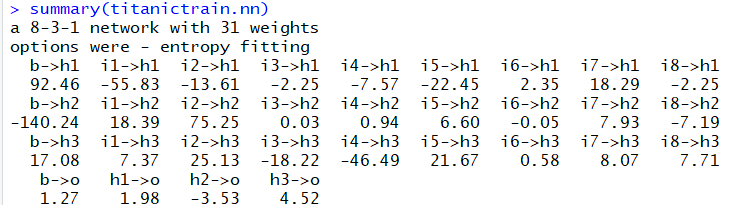 > summary(titanictrain.nn)
a 8-3-1 network with 31 weights
options were - entropy fitting
b->h1 i1->h1 i2->h1 i3->h1 i4->h1 i5->h1 i6->h1 i7->h1 i8->h1
92.46 -55.83 -13.61 -2.25 -7.57 -22.45 2.35 18.29 -2.25
b->h2 i1->h2 i2->h2 i3->h2 i4->h2 i5->h2 i6->h2 i7->h2 i8->h2
-140.24 18.39 75.25 0.03 0.94 6.60 -0.05 7.93 -7.19
b->h3 i1->h3 i2->h3 i3->h3 i4->h3 i5->h3 i6->h3 i7->h3 i8->h3
17.08 7.37 25.13 -18.22 -46.49 21.67 0.58 8.07 7.71
b->o h1->o h2->o h3->o
1.27 1.98 -3.53 4.52